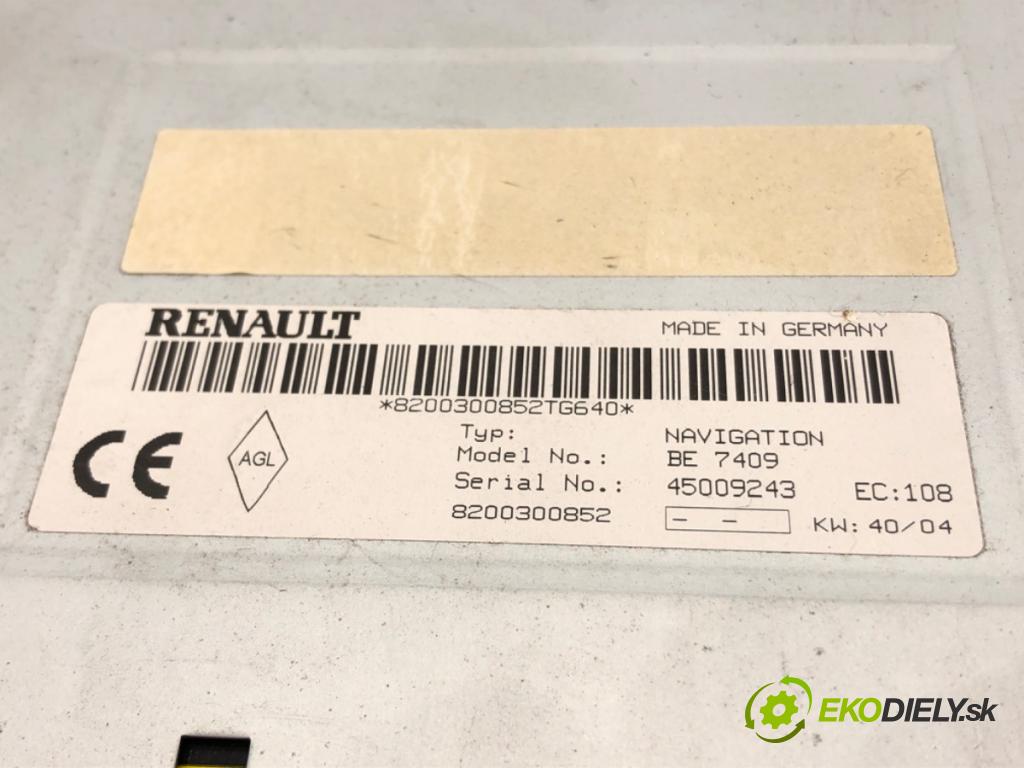 RENAULT MADE IN GERMANY
*8200300852TG640*
CE AGL
Typ: NAVIGATION
Model No.: BE 7409
Serial No.: 45009243 EC:108
8200300852 - - KW: 40/04
EKODIELY.sk